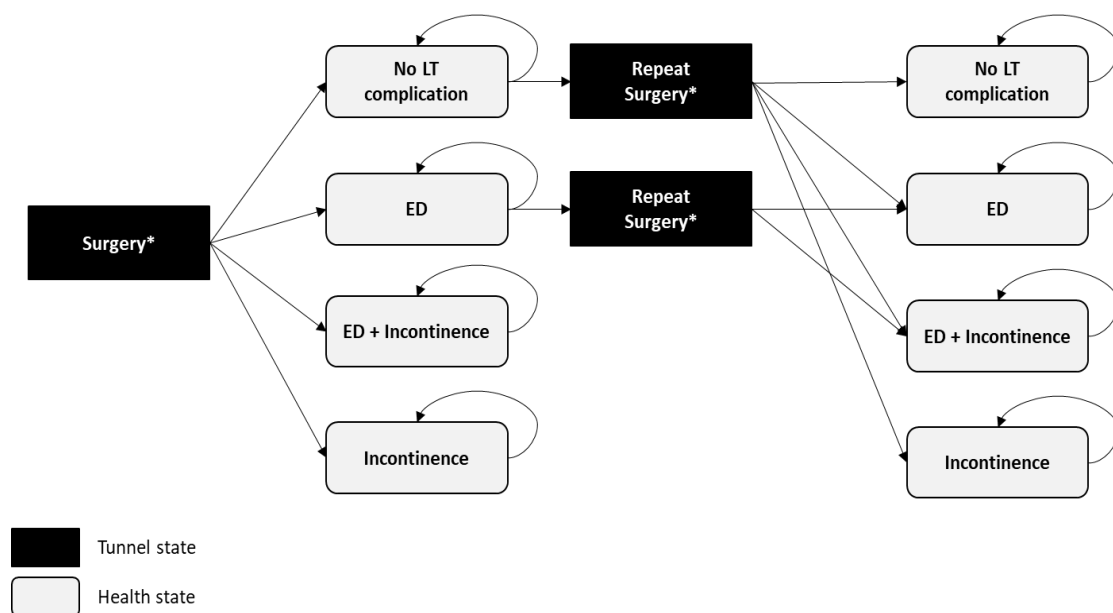 No LT
complication
Repeat
Surgery*
No LT
complication
ED
Repeat
Surgery*
ED
Surgery*
ED + Incontinence
ED + Incontinence
Incontinence
Incontinence
Tunnel state
Health state